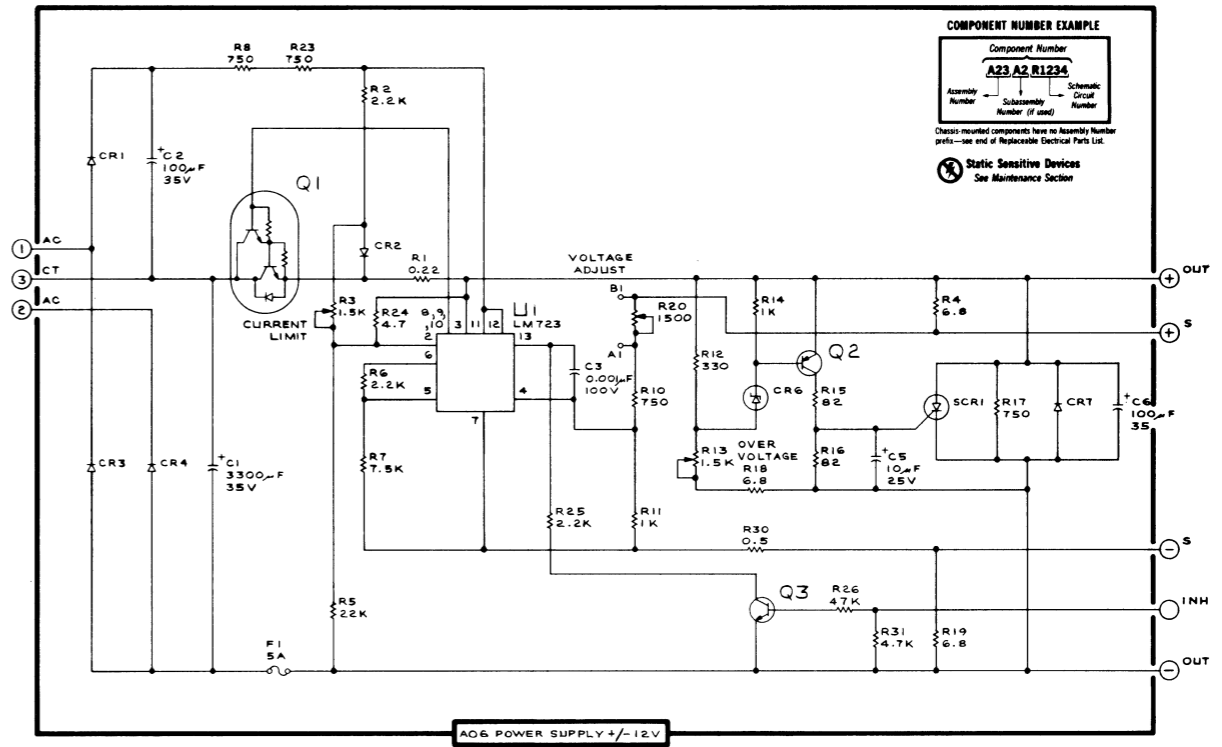 COMPONENT NUMBER EXAMPLE
Component Number
A23 A2 R1234
Assembly
Number
Subassembly
Number (if used)
Schematic
Circuit
Number
Chassis-mounted components have no Assembly Number
prefix—see end of Replaceable Electrical Parts List.
Static Sensitive Devices
See Maintenance Section
R8
750
R23
750
R2
2.2K
CR1
+C2
100µF
35V
Q1
1 AC
3 CT
2 AC
CR2
R1
0.22
VOLTAGE
ADJUST
B1
R20
1500
A1
R3
1.5K
CURRENT
LIMIT
R24
4.7
8,9,
,10
3
11
12
U1
LM723
13
2
6
5
4
7
R6
2.2K
C3
0.001µF
100V
R10
750
R12
330
R14
1K
Q2
CR6
R15
82
R4
6.8
+ OUT
+ S
SCR1
R17
750
CR7
+C6
100µF
35
CR3
CR4
+C1
3300µF
35V
R7
7.5K
R13
1.5K
OVER
VOLTAGE
R18
6.8
R16
82
+C5
10µF
25V
R25
2.2K
R11
1K
R30
0.5
- S
R5
22K
Q3
R26
47K
INH
R31
4.7K
R19
6.8
F1
5A
- OUT
A06 POWER SUPPLY +/-12V